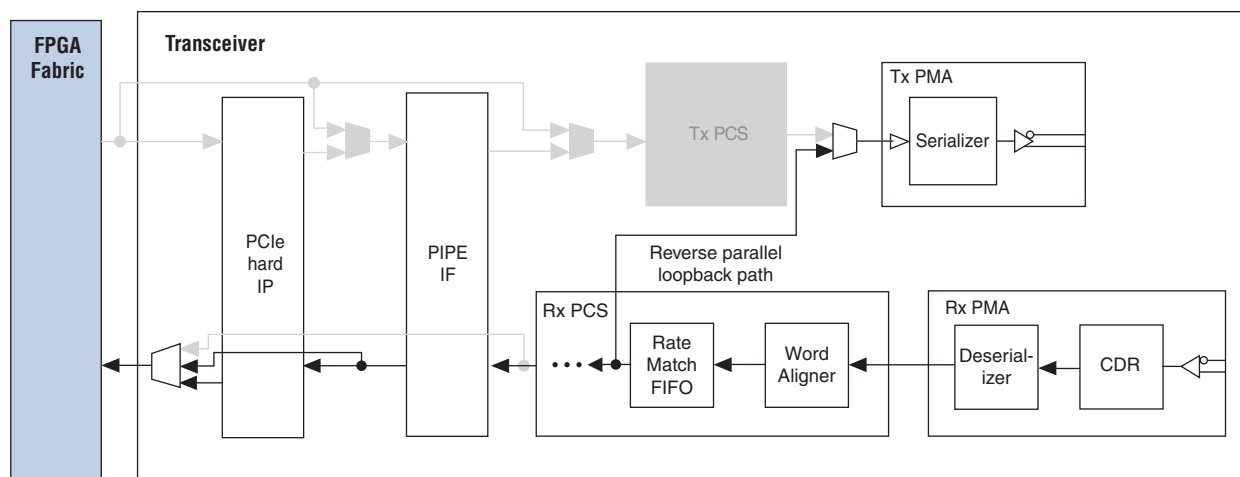 FPGA
Fabric
Transceiver
Tx PMA
Tx PCS
Serializer
PCIe
hard
IP
PIPE
IF
Reverse parallel
loopback path
Rx PCS
Rate
Match
FIFO
Word
Aligner
Rx PMA
Deserial-
izer
CDR